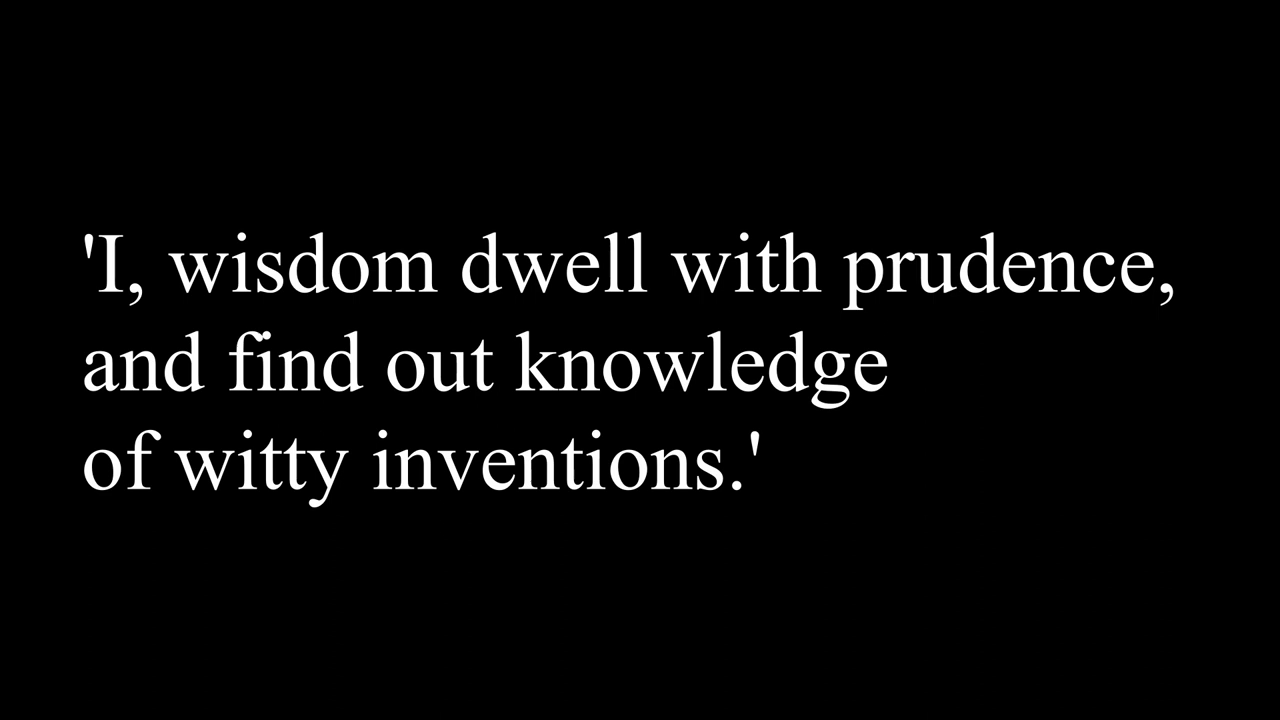 'I, wisdom dwell with prudence,
and find out knowledge
of witty inventions.'